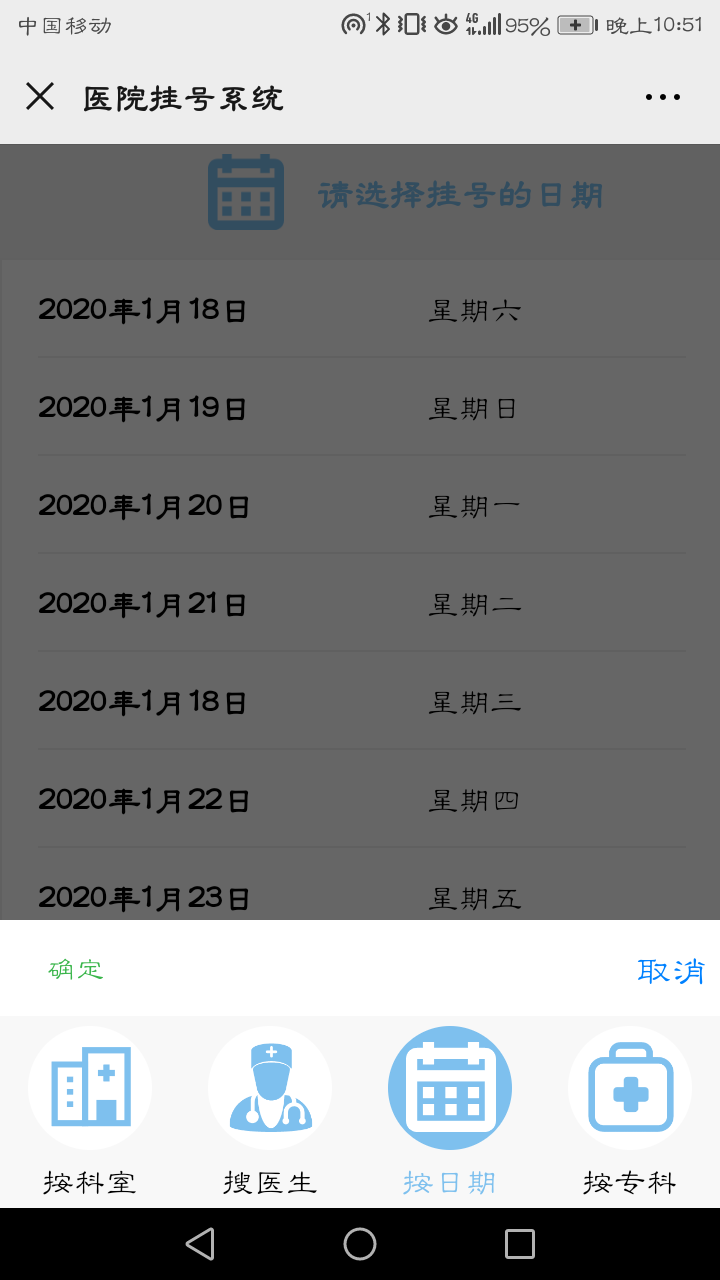 中国移动 1 4G 95% 晚上10:51
医院挂号系统
请选择挂号的日期
2020年1月18日 星期六
2020年1月19日 星期日
2020年1月20日 星期一
2020年1月21日 星期二
2020年1月18日 星期三
2020年1月22日 星期四
2020年1月23日 星期五
确定 取消
按科室 搜医生 按日期 按专科